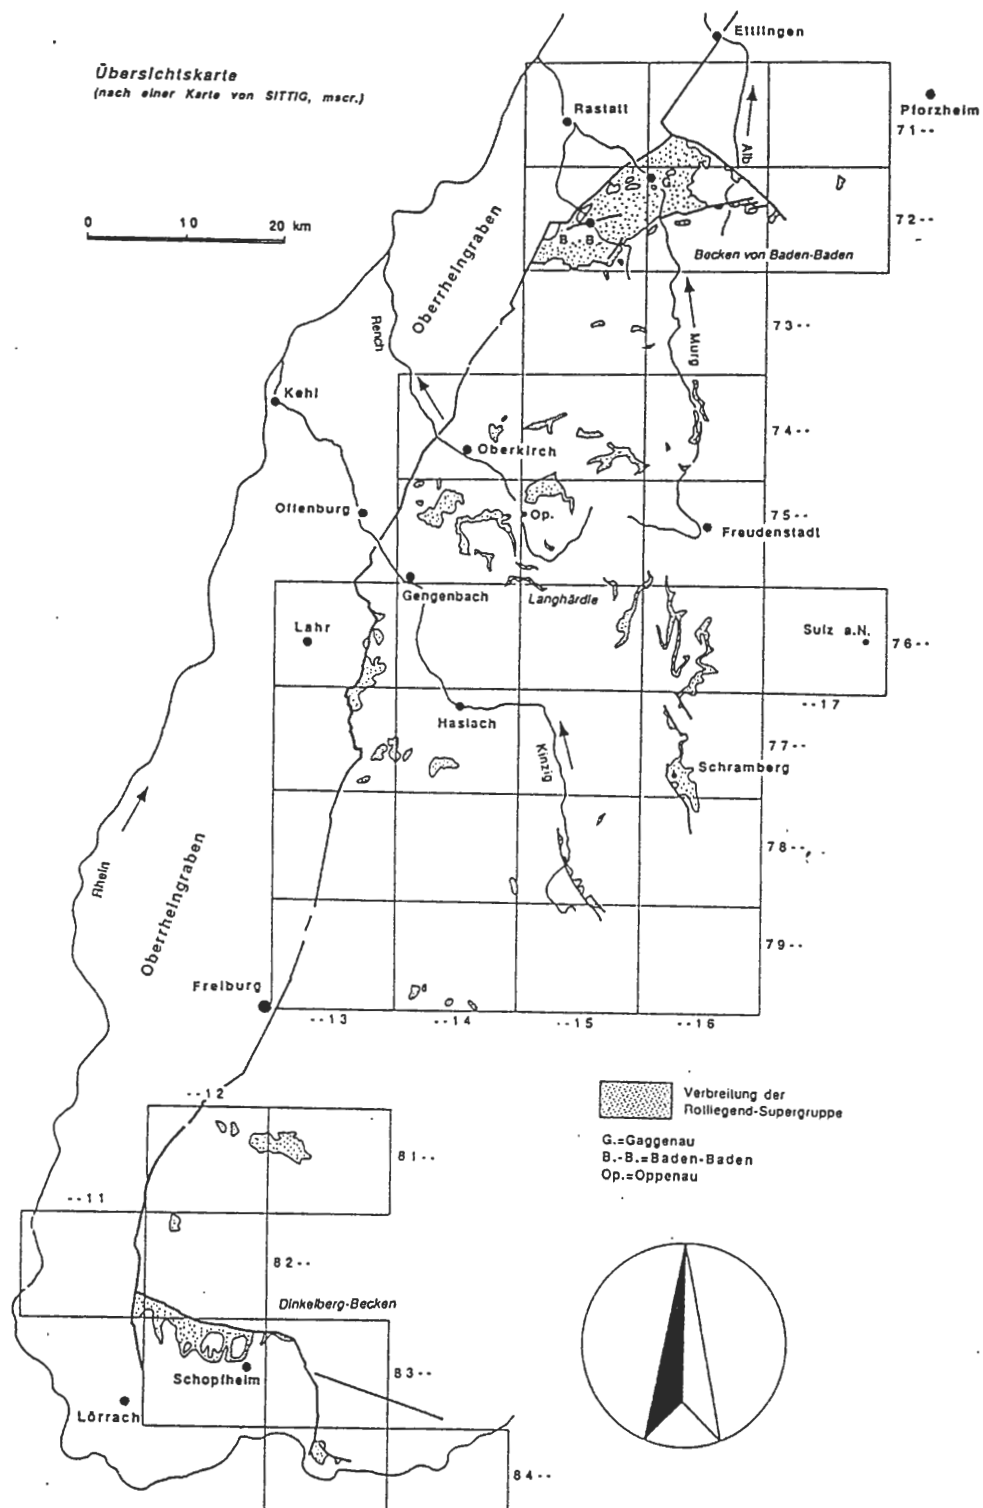 Ettlingen
Übersichtskarte
(nach einer Karte von SITTIG, mscr.)
Rastatt
Pforzheim
71--
Alb
G.
0 10 20 km
72--
B.-B.
Becken von Baden-Baden
Oberrheingraben
Rench
73--
Murg
Kehl
74--
Oberkirch
Offenburg
Op.
75--
Freudenstadt
Gengenbach
Langhärdle
Lahr
Sulz a.N.
76--
--17
Haslach
77--
Kinzig
Schramberg
78--
Rhein
Oberrheingraben
79--
Freiburg
--13 --14 --15 --16
--12
Verbreitung der
Rotliegend-Supergruppe
G.=Gaggenau
B.-B.=Baden-Baden
Op.=Oppenau
81--
--11
82--
Dinkelberg-Becken
83--
Schopfheim
Lörrach
84--